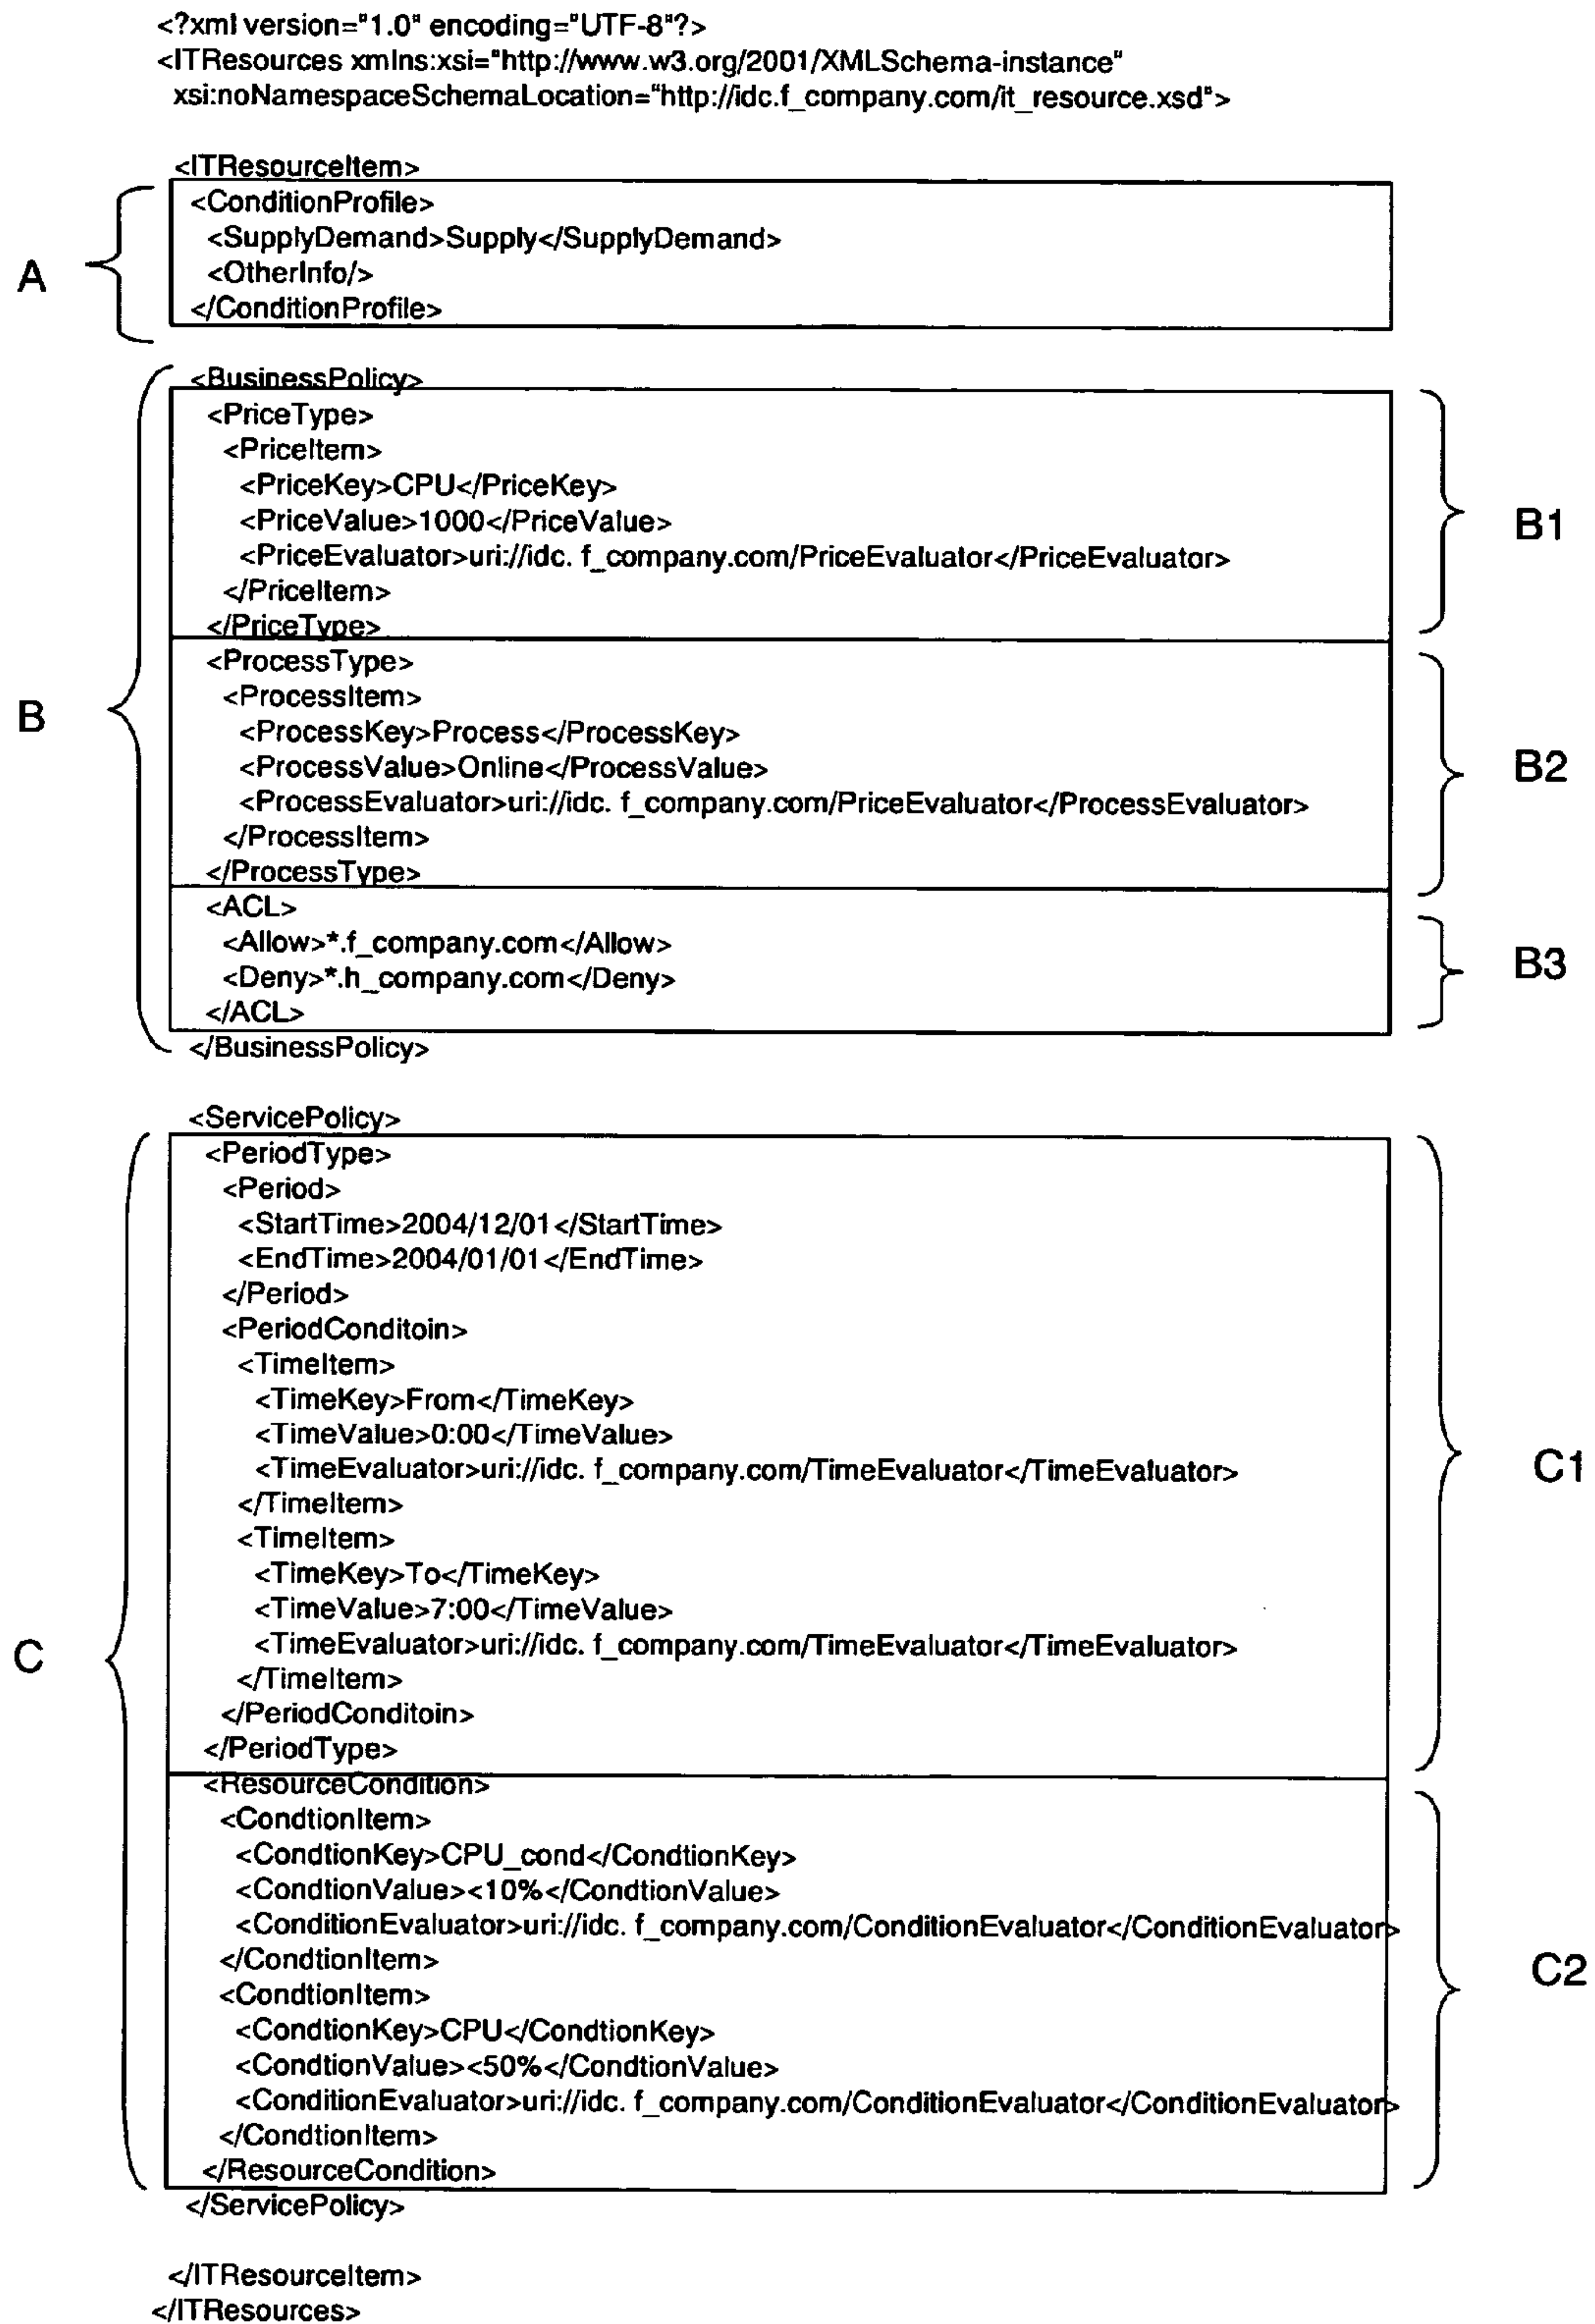 <?xml version="1.0" encoding="UTF-8"?>
<ITResources xmlns:xsi="http://www.w3.org/2001/XMLSchema-instance"
xsi:noNamespaceSchemaLocation="http://idc.f_company.com/it_resource.xsd">
<ITResourceItem>
<ConditionProfile>
<SupplyDemand>Supply</SupplyDemand>
A
<OtherInfo/>
</ConditionProfile>
<BusinessPolicy>
<PriceType>
<PriceItem>
<PriceKey>CPU</PriceKey>
<PriceValue>1000</PriceValue>
B1
<PriceEvaluator>uri://idc. f_company.com/PriceEvaluator</PriceEvaluator>
</PriceItem>
</PriceType>
<ProcessType>
<ProcessItem>
B
<ProcessKey>Process</ProcessKey>
<ProcessValue>Online</ProcessValue>
B2
<ProcessEvaluator>uri://idc. f_company.com/PriceEvaluator</ProcessEvaluator>
</ProcessItem>
</ProcessType>
<ACL>
<Allow>*.f_company.com</Allow>
B3
<Deny>*.h_company.com</Deny>
</ACL>
</BusinessPolicy>
<ServicePolicy>
<PeriodType>
<Period>
<StartTime>2004/12/01</StartTime>
<EndTime>2004/01/01</EndTime>
</Period>
<PeriodConditoin>
<TimeItem>
<TimeKey>From</TimeKey>
<TimeValue>0:00</TimeValue>
<TimeEvaluator>uri://idc. f_company.com/TimeEvaluator</TimeEvaluator>
C1
</TimeItem>
<TimeItem>
<TimeKey>To</TimeKey>
<TimeValue>7:00</TimeValue>
<TimeEvaluator>uri://idc. f_company.com/TimeEvaluator</TimeEvaluator>
C
</TimeItem>
</PeriodConditoin>
</PeriodType>
<ResourceCondition>
<CondtionItem>
<CondtionKey>CPU_cond</CondtionKey>
<CondtionValue><10%</CondtionValue>
<ConditionEvaluator>uri://idc. f_company.com/ConditionEvaluator</ConditionEvaluator>
</CondtionItem>
C2
<CondtionItem>
<CondtionKey>CPU</CondtionKey>
<CondtionValue><50%</CondtionValue>
<ConditionEvaluator>uri://idc. f_company.com/ConditionEvaluator</ConditionEvaluator>
</CondtionItem>
</ResourceCondition>
</ServicePolicy>
</ITResourceItem>
</ITResources>